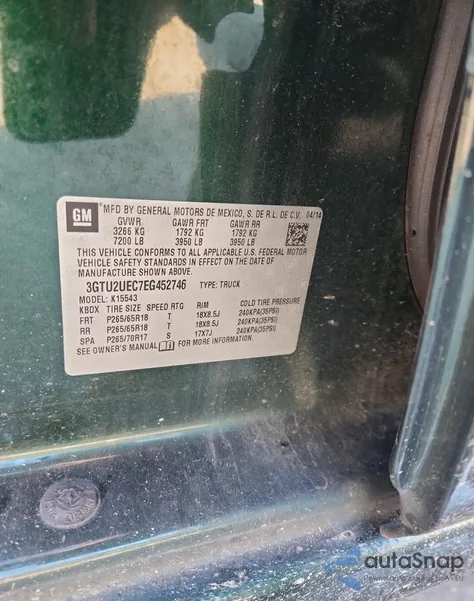 GM
MFD BY GENERAL MOTORS DE MEXICO, S. DE R.L. DE C.V. 04/14
GVWR GAWR FRT GAWR RR
3266 KG 1792 KG 1792 KG
7200 LB 3950 LB 3950 LB
THIS VEHICLE CONFORMS TO ALL APPLICABLE U.S. FEDERAL MOTOR
VEHICLE SAFETY STANDARDS IN EFFECT ON THE DATE OF
MANUFACTURE SHOWN ABOVE.
3GTU2UEC7EG452746 TYPE: TRUCK
MODEL: K15543
KBDX TIRE SIZE SPEED RTG RIM COLD TIRE PRESSURE
FRT P265/65R18 T 18X8.5J 240KPA(35PSI)
RR P265/65R18 T 18X8.5J 240KPA(35PSI)
SPA P265/70R17 S 17X7J 240KPA(35PSI)
SEE OWNER'S MANUAL i FOR MORE INFORMATION.
autoSnap